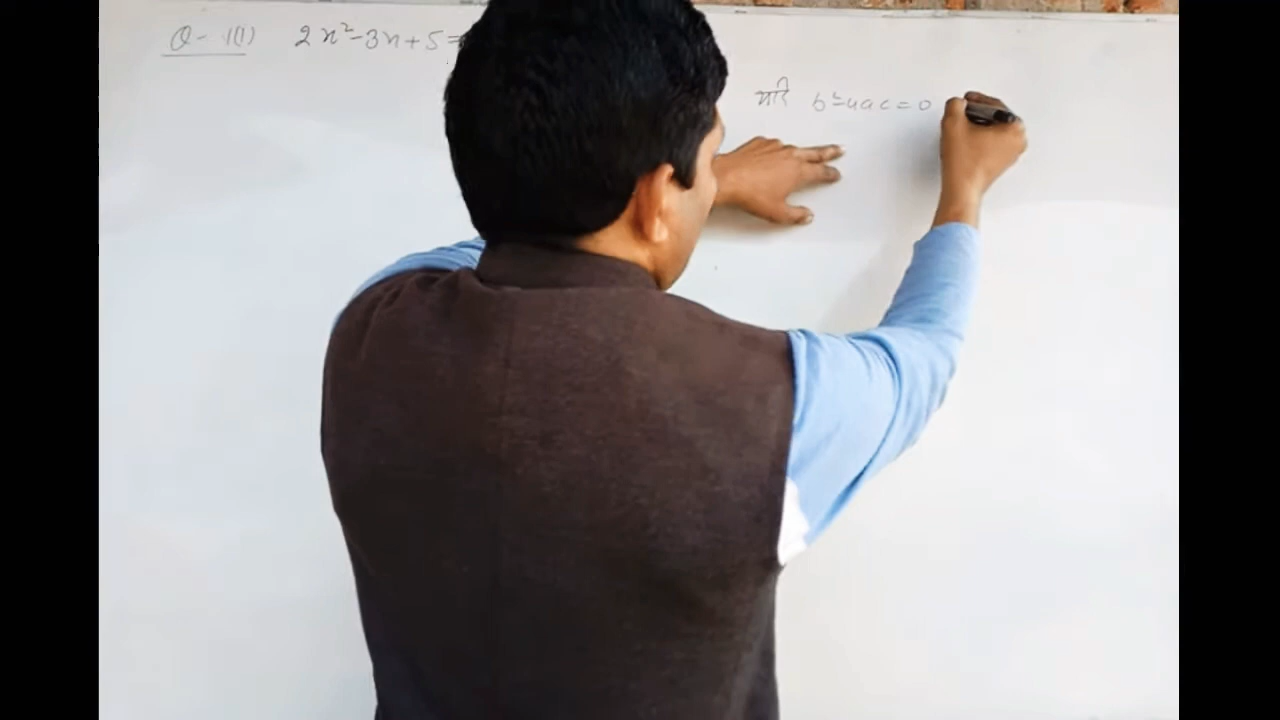 Q- 1(i) 2x²-3x+5=
यदि b²-4ac=0